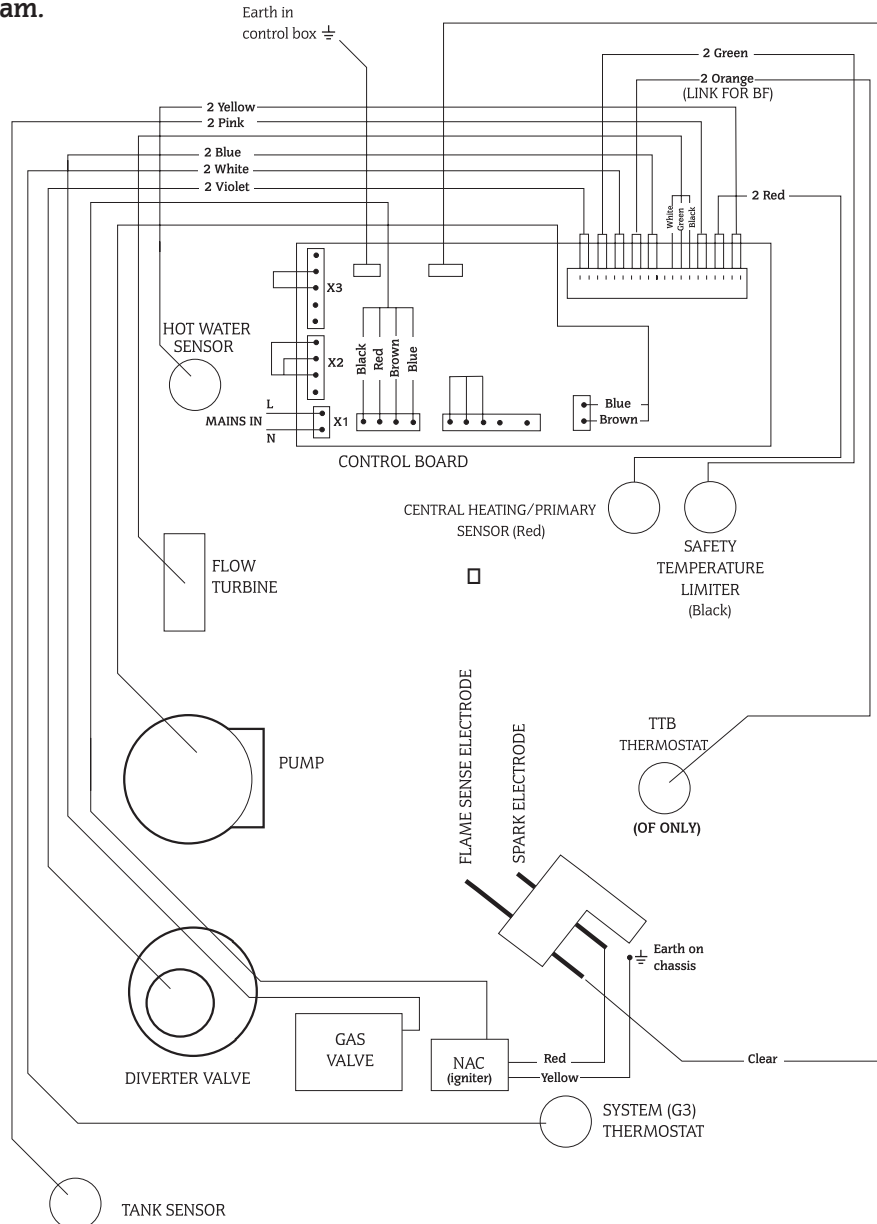 am.
Earth in
control box
2 Green
2 Orange
(LINK FOR BF)
2 Yellow
2 Pink
2 Blue
2 White
2 Violet
2 Red
White
Green
Black
X3
HOT WATER
SENSOR
X2
Black
Red
Brown
Blue
L
MAINS IN
N
X1
Blue
Brown
CONTROL BOARD
CENTRAL HEATING/PRIMARY
SENSOR (Red)
SAFETY
TEMPERATURE
LIMITER
(Black)
FLOW
TURBINE
FLAME SENSE ELECTRODE
SPARK ELECTRODE
TTB
THERMOSTAT
(OF ONLY)
PUMP
Earth on
chassis
GAS
VALVE
NAC
(igniter)
Red
Yellow
Clear
DIVERTER VALVE
SYSTEM (G3)
THERMOSTAT
TANK SENSOR